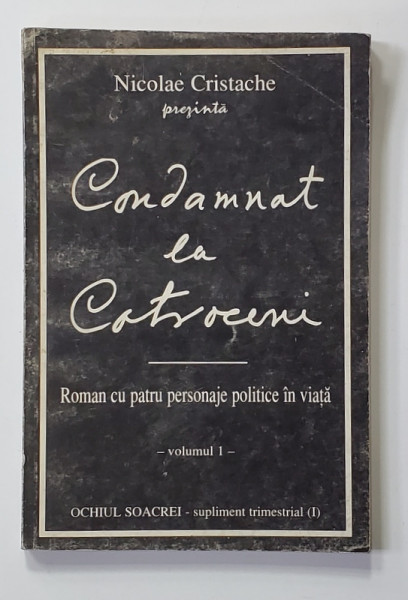 Nicolae Cristache
prezintă
Condamnat
la
Cotroceni
Roman cu patru personaje politice în viață
– volumul 1 –
OCHIUL SOACREI - supliment trimestrial (I)